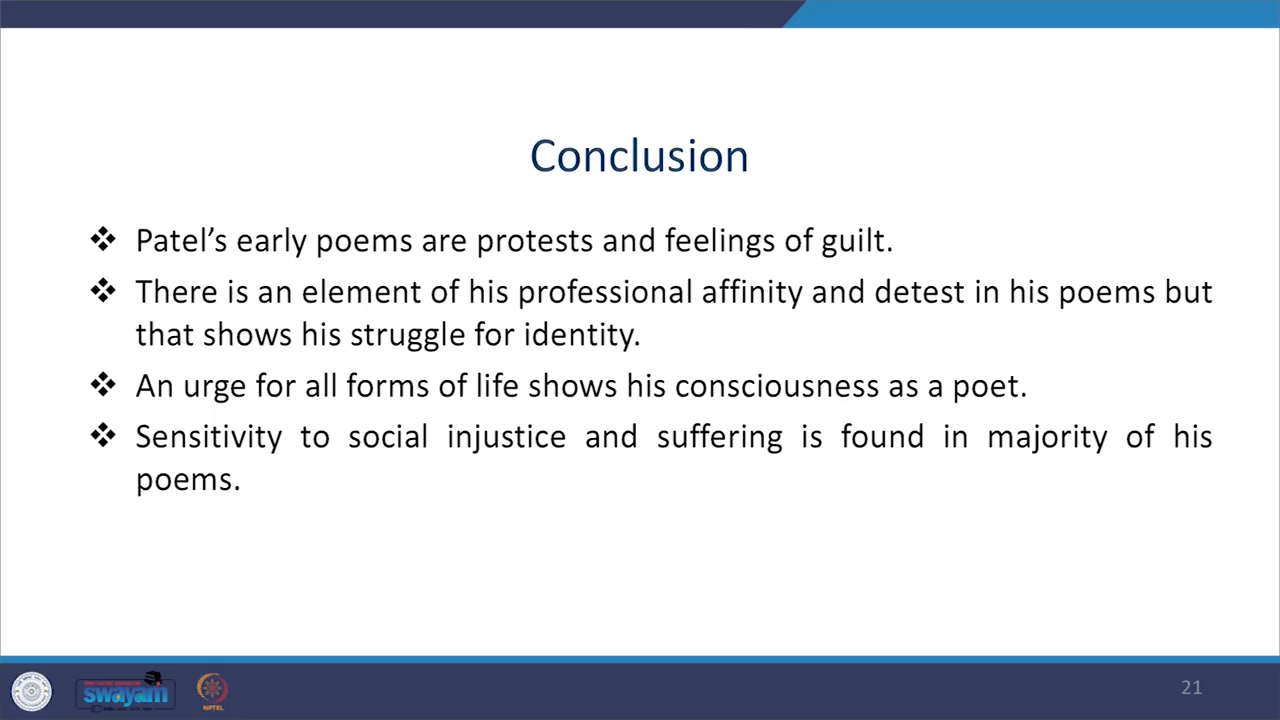 Conclusion
❖ Patel’s early poems are protests and feelings of guilt.
❖ There is an element of his professional affinity and detest in his poems but
that shows his struggle for identity.
❖ An urge for all forms of life shows his consciousness as a poet.
❖ Sensitivity to social injustice and suffering is found in majority of his
poems.
swayam
NPTEL
21